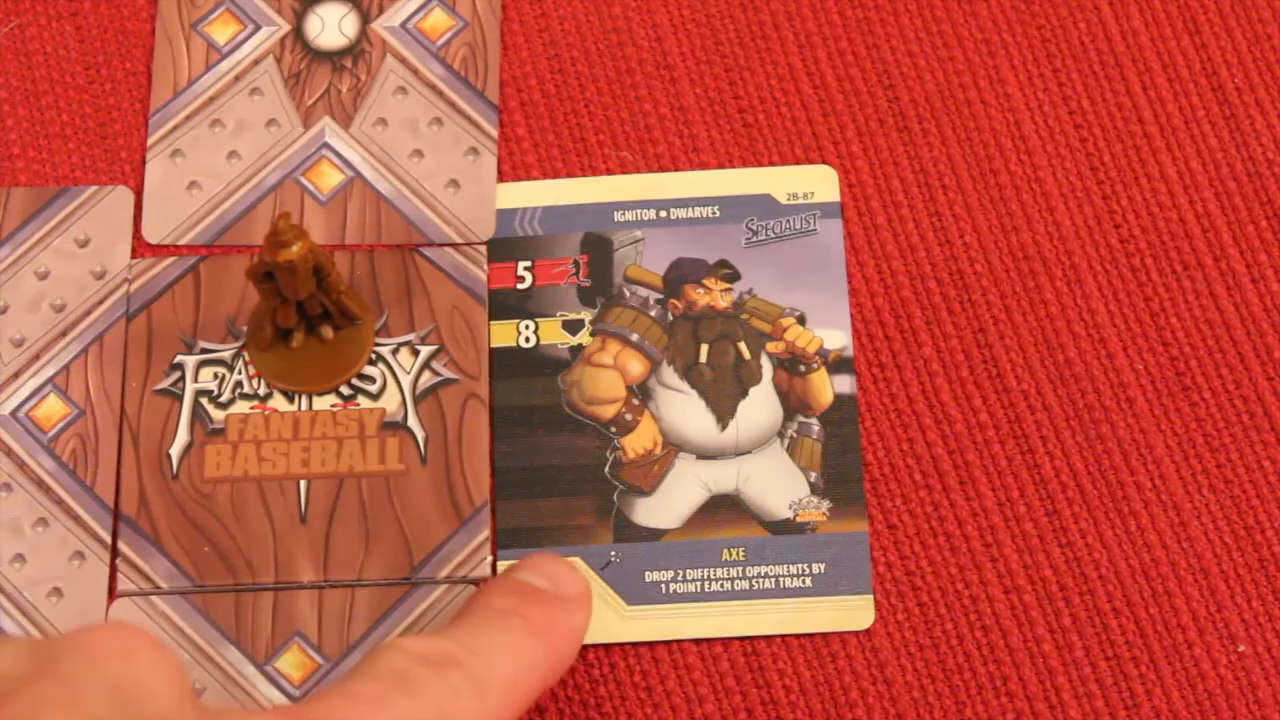 2B-87
IGNITOR • DWARVES
SPECIALIST
5
8
FANTASY
FANTASY
BASEBALL
AXE
DROP 2 DIFFERENT OPPONENTS BY
1 POINT EACH ON STAT TRACK